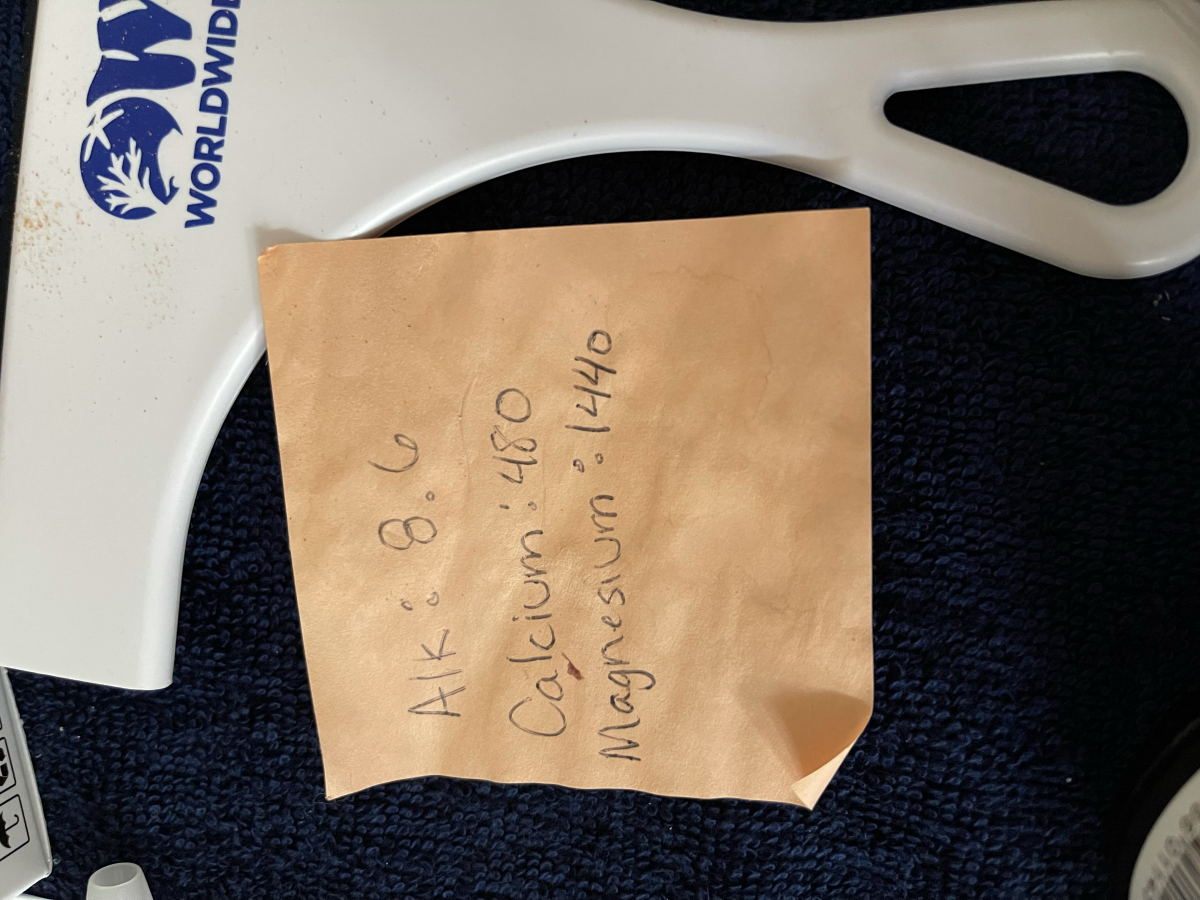 WORLDWIDE
Alk: 8.6
Calcium: 480
Magnesium: 1440